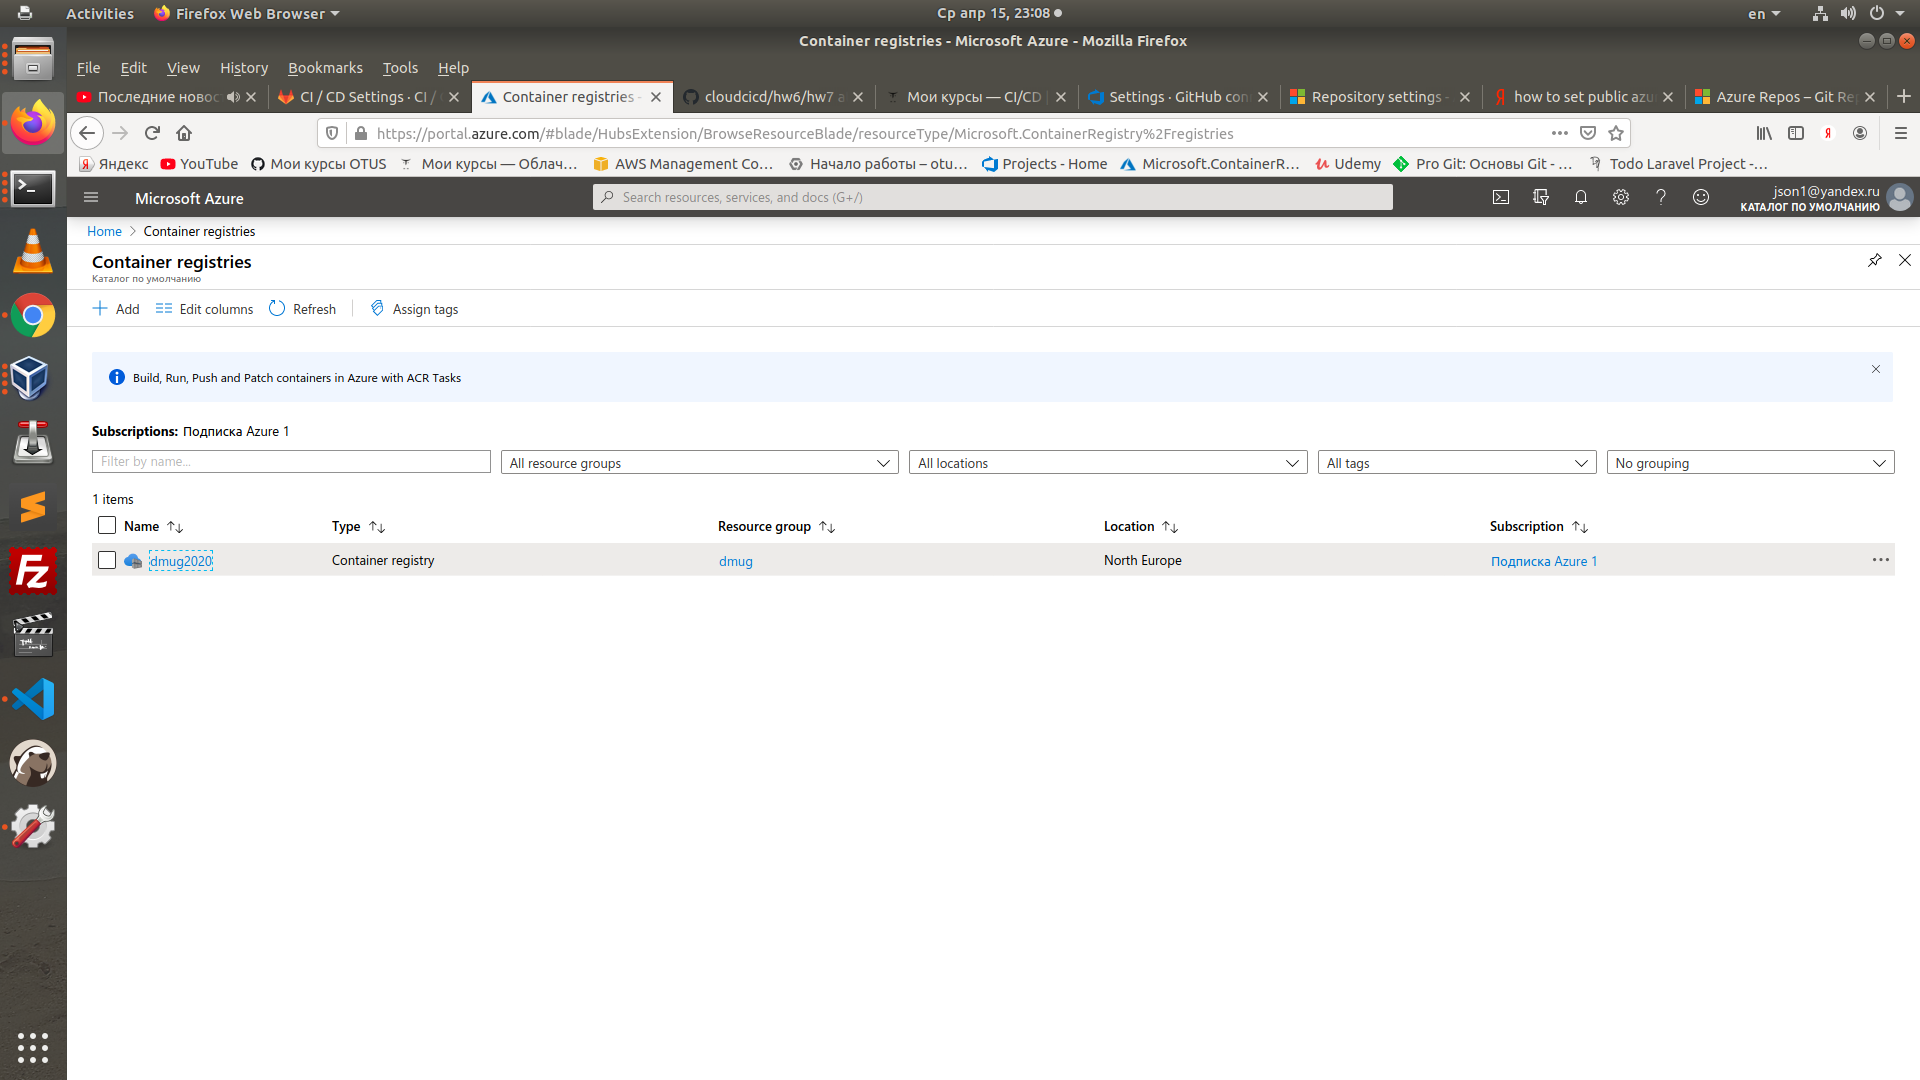 Activities Firefox Web Browser Ср апр 15, 23:08 en
Container registries - Microsoft Azure - Mozilla Firefox
File Edit View History Bookmarks Tools Help
Последние новос CI / CD Settings · CI / Container registries - cloudcicd/hw6/hw7 a Мои курсы — CI/CD Settings · GitHub con Repository settings - how to set public azu Azure Repos – Git Re
https://portal.azure.com/#blade/HubsExtension/BrowseResourceBlade/resourceType/Microsoft.ContainerRegistry%2Fregistries
Яндекс YouTube Мои курсы OTUS Мои курсы — Облач... AWS Management Co... Начало работы – otu... Projects - Home Microsoft.ContainerR... Udemy Pro Git: Основы Git - ... Todo Laravel Project -...
Microsoft Azure Search resources, services, and docs (G+/) json1@yandex.ru
КАТАЛОГ ПО УМОЛЧАНИЮ
Home > Container registries
Container registries
Каталог по умолчанию
Add Edit columns Refresh Assign tags
Build, Run, Push and Patch containers in Azure with ACR Tasks
Subscriptions: Подписка Azure 1
Filter by name... All resource groups All locations All tags No grouping
1 items
Name Type Resource group Location Subscription
dmug2020 Container registry dmug North Europe Подписка Azure 1